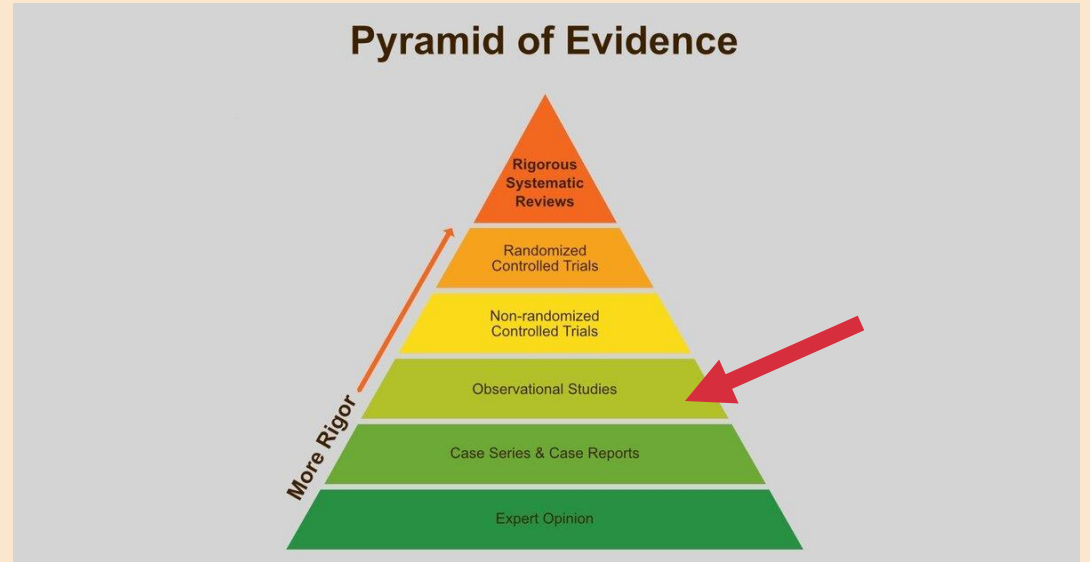 Pyramid of Evidence
Rigorous
Systematic
Reviews
Randomized
Controlled Trials
Non-randomized
Controlled Trials
Observational Studies
Case Series & Case Reports
Expert Opinion
More Rigor